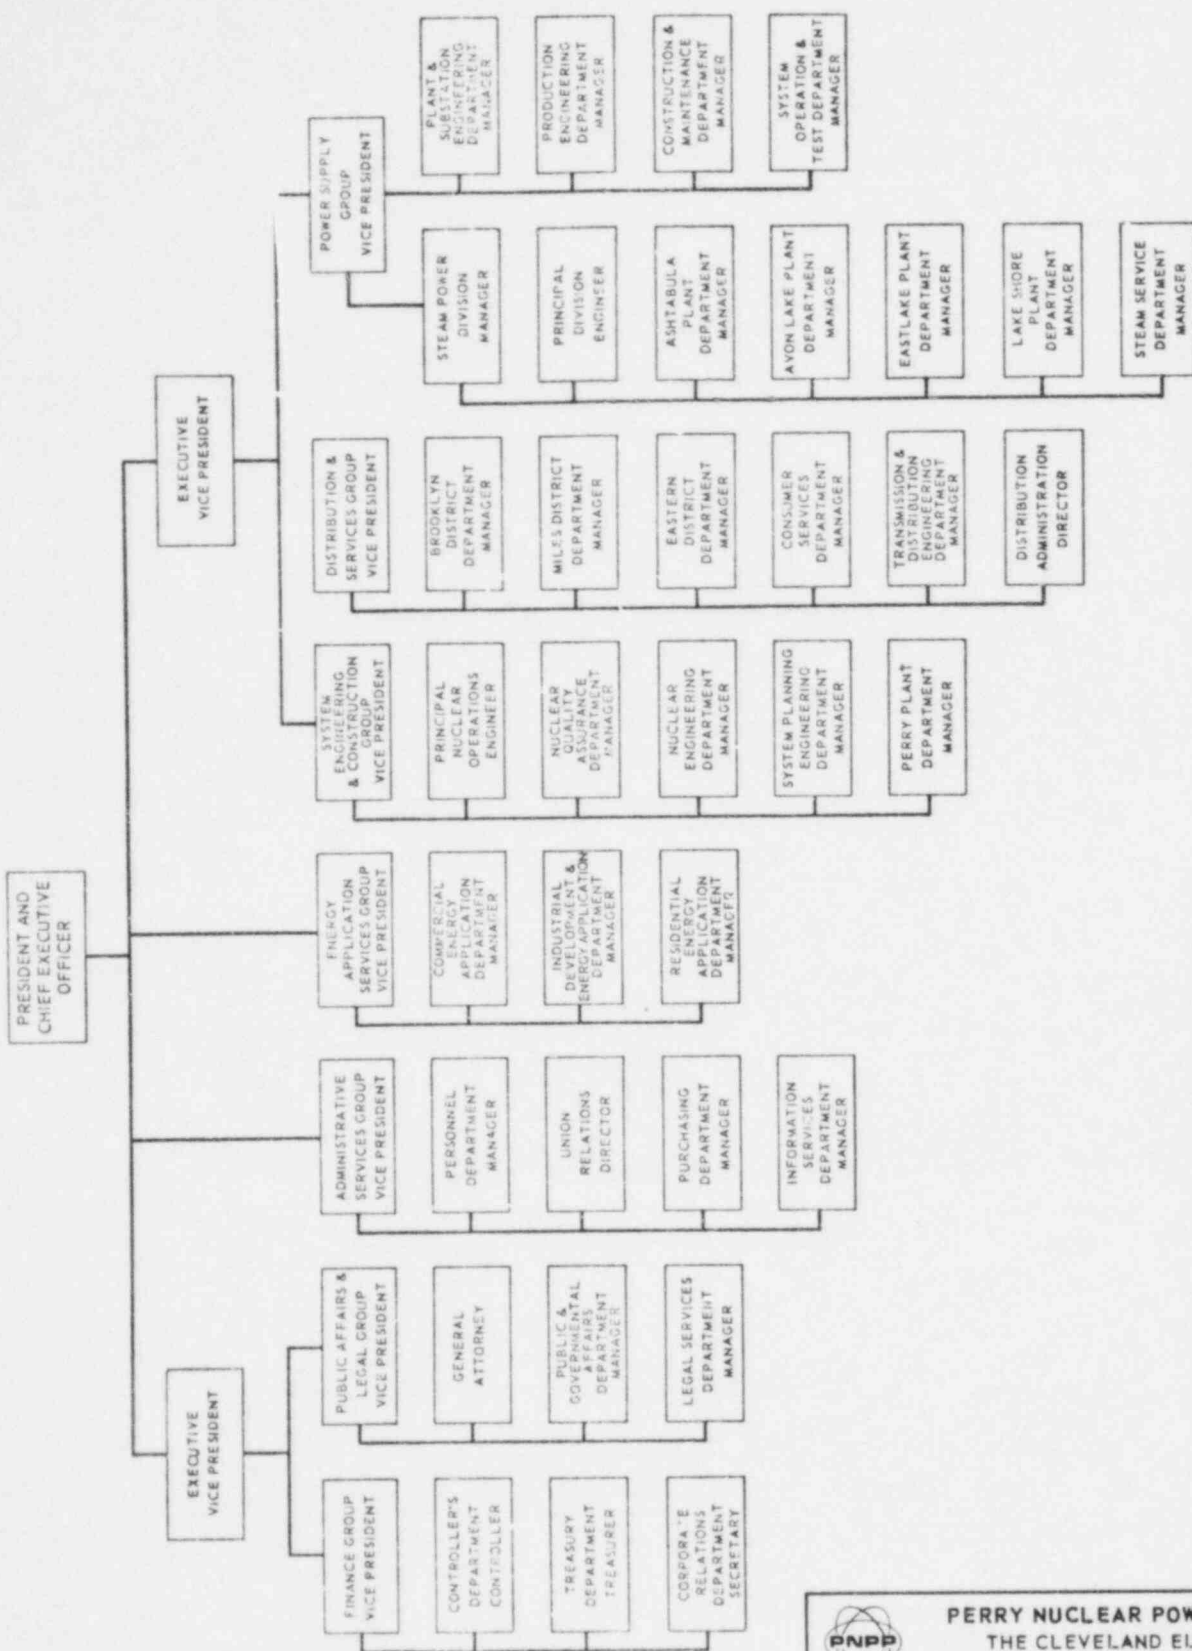 PRESIDENT AND
CHIEF EXECUTIVE
OFFICER
EXECUTIVE
VICE PRESIDENT
EXECUTIVE
VICE PRESIDENT
FINANCE GROUP
VICE PRESIDENT
CONTROLLER'S
DEPARTMENT
CONTROLLER
TREASURY
DEPARTMENT
TREASURER
CORPORATE
RELATIONS
DEPARTMENT
SECRETARY
PUBLIC AFFAIRS &
LEGAL GROUP
VICE PRESIDENT
GENERAL
ATTORNEY
PUBLIC &
GOVERNMENTAL
AFFAIRS
DEPARTMENT
MANAGER
LEGAL SERVICES
DEPARTMENT
MANAGER
ADMINISTRATIVE
SERVICES GROUP
VICE PRESIDENT
PERSONNEL
DEPARTMENT
MANAGER
UNION
RELATIONS
DIRECTOR
PURCHASING
DEPARTMENT
MANAGER
INFORMATION
SERVICES
DEPARTMENT
MANAGER
ENERGY
APPLICATION
SERVICES GROUP
VICE PRESIDENT
COMMERCIAL
ENERGY
APPLICATION
DEPARTMENT
MANAGER
INDUSTRIAL
DEVELOPMENT &
ENERGY APPLICATION
DEPARTMENT
MANAGER
RESIDENTIAL
ENERGY
APPLICATION
DEPARTMENT
MANAGER
SYSTEM
ENGINEERING
& CONSTRUCTION
GROUP
VICE PRESIDENT
PRINCIPAL
NUCLEAR
OPERATIONS
ENGINEER
NUCLEAR
QUALITY
ASSURANCE
DEPARTMENT
MANAGER
NUCLEAR
ENGINEERING
DEPARTMENT
MANAGER
SYSTEM PLANNING
ENGINEERING
DEPARTMENT
MANAGER
PERRY PLANT
DEPARTMENT
MANAGER
DISTRIBUTION &
SERVICES GROUP
VICE PRESIDENT
BROOKLYN
DISTRICT
DEPARTMENT
MANAGER
MILES DISTRICT
DEPARTMENT
MANAGER
EASTERN
DISTRICT
DEPARTMENT
MANAGER
CONSUMER
SERVICES
DEPARTMENT
MANAGER
TRANSMISSION &
DISTRIBUTION
ENGINEERING
DEPARTMENT
MANAGER
DISTRIBUTION
ADMINISTRATION
DIRECTOR
POWER SUPPLY
GROUP
VICE PRESIDENT
STEAM POWER
DIVISION
MANAGER
PRINCIPAL
DIVISION
ENGINEER
ASHTABULA
PLANT
DEPARTMENT
MANAGER
AVON LAKE PLANT
DEPARTMENT
MANAGER
EASTLAKE PLANT
DEPARTMENT
MANAGER
LAKE SHORE
PLANT
DEPARTMENT
MANAGER
STEAM SERVICE
DEPARTMENT
MANAGER
PLANT &
SUBSTATION
ENGINEERING
DEPARTMENT
MANAGER
PRODUCTION
ENGINEERING
DEPARTMENT
MANAGER
CONSTRUCTION &
MAINTENANCE
DEPARTMENT
MANAGER
SYSTEM
OPERATION &
TEST DEPARTMENT
MANAGER
PNPP
PERRY NUCLEAR POW
THE CLEVELAND EL